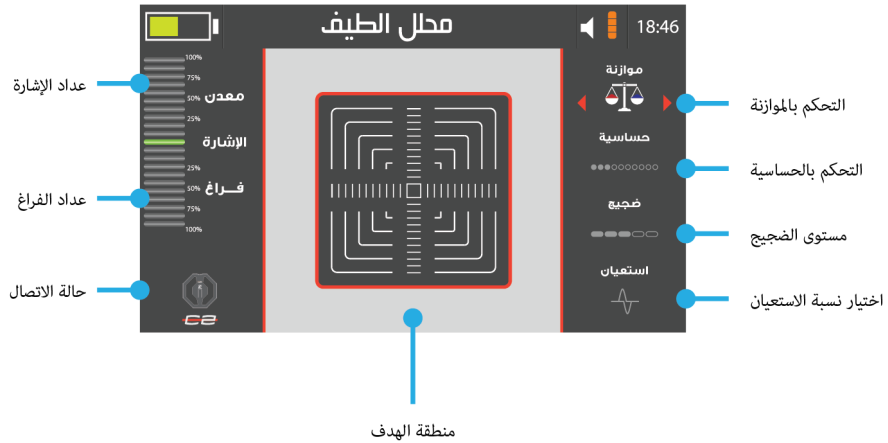 محلل الطيف
18:46
موازنة
حساسية
ضجيج
استعيان
100%
75%
50%
25%
معدن
الإشارة
25%
50%
75%
100%
فـــراغ
C2
التحكم بالموازنة
التحكم بالحساسية
مستوى الضجيج
اختيار نسبة الاستعيان
عداد الإشارة
عداد الفراغ
حالة الاتصال
منطقة الهدف